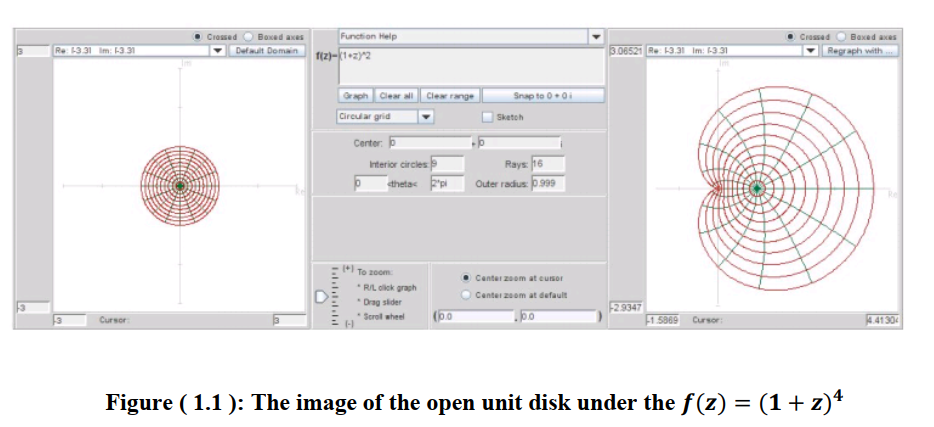 Crossed Boxed axes
3 Re: [-3.3] Im: [-3.3] Default Domain
Im
Re
-3
-3 Cursor: 3
Function Help
f(z)= (1+z)^2
Graph Clear all Clear range Snap to 0 + 0 i
Circular grid Sketch
Center: 0 + 0 i
Interior circles: 9 Rays: 16
0 <theta< 2*pi Outer radius: 0.999
[+] To zoom:
* R/L click graph
* Drag slider
* Scroll wheel
[-]
Center zoom at cursor
Center zoom at default
(0.0 , 0.0 )
Crossed Boxed axes
3.06521 Re: [-3.3] Im: [-3.3] Regraph with ...
Im
Re
-2.9347
-1.5869 Cursor: 4.4130
Figure ( 1.1 ): The image of the open unit disk under the f(z) = (1 + z)⁴